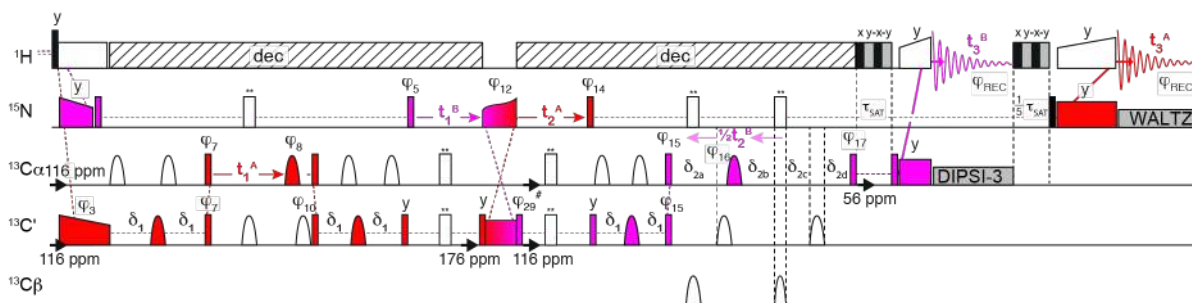 y x y-x-y y x y-x-y y
¹H dec dec t₃ᴮ t₃ᴬ
φREC φREC
y ** φ₅ φ₁₂ φ₁₄ ** ** τSAT ⅕ τSAT y
¹⁵N t₁ᴮ t₂ᴬ WALTZ
φ₇ φ₈ ** ** φ₁₅ ½t₂ᴮ φ₁₆ φ₁₇
¹³Cα 116 ppm t₁ᴬ δ₂ₐ δ₂b δ₂c δ₂d DIPSI-3
56 ppm
φ₃ δ₁ δ₁ φ₇ φ₁₀ δ₁ δ₁ y ** y φ₂₉# ** y δ₁ δ₁ φ₁₅
¹³C'
116 ppm 176 ppm 116 ppm
¹³Cβ